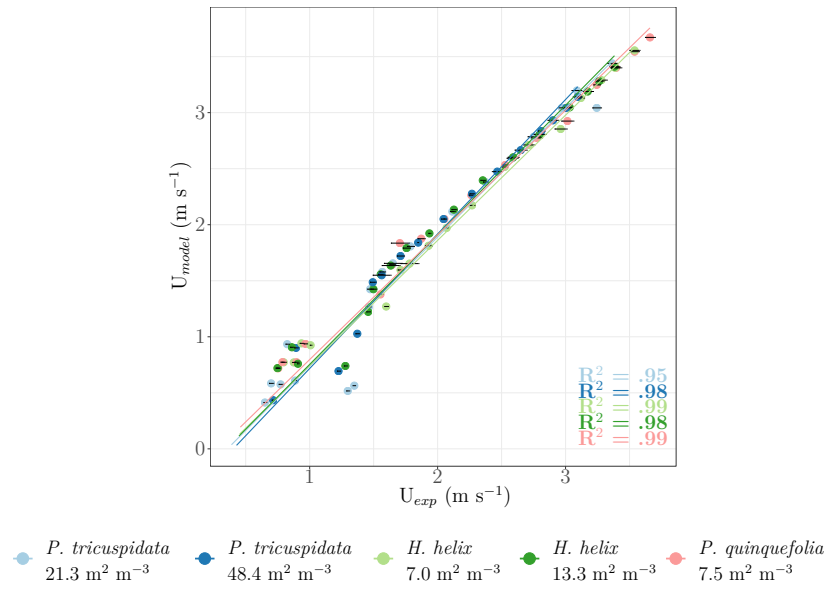 3
2
1
0
U_model (m s⁻¹)
R² = .95
R² = .98
R² = .99
R² = .98
R² = .99
1 2 3
U_exp (m s⁻¹)
P. tricuspidata P. tricuspidata H. helix H. helix P. quinquefolia
21.3 m² m⁻³ 48.4 m² m⁻³ 7.0 m² m⁻³ 13.3 m² m⁻³ 7.5 m² m⁻³